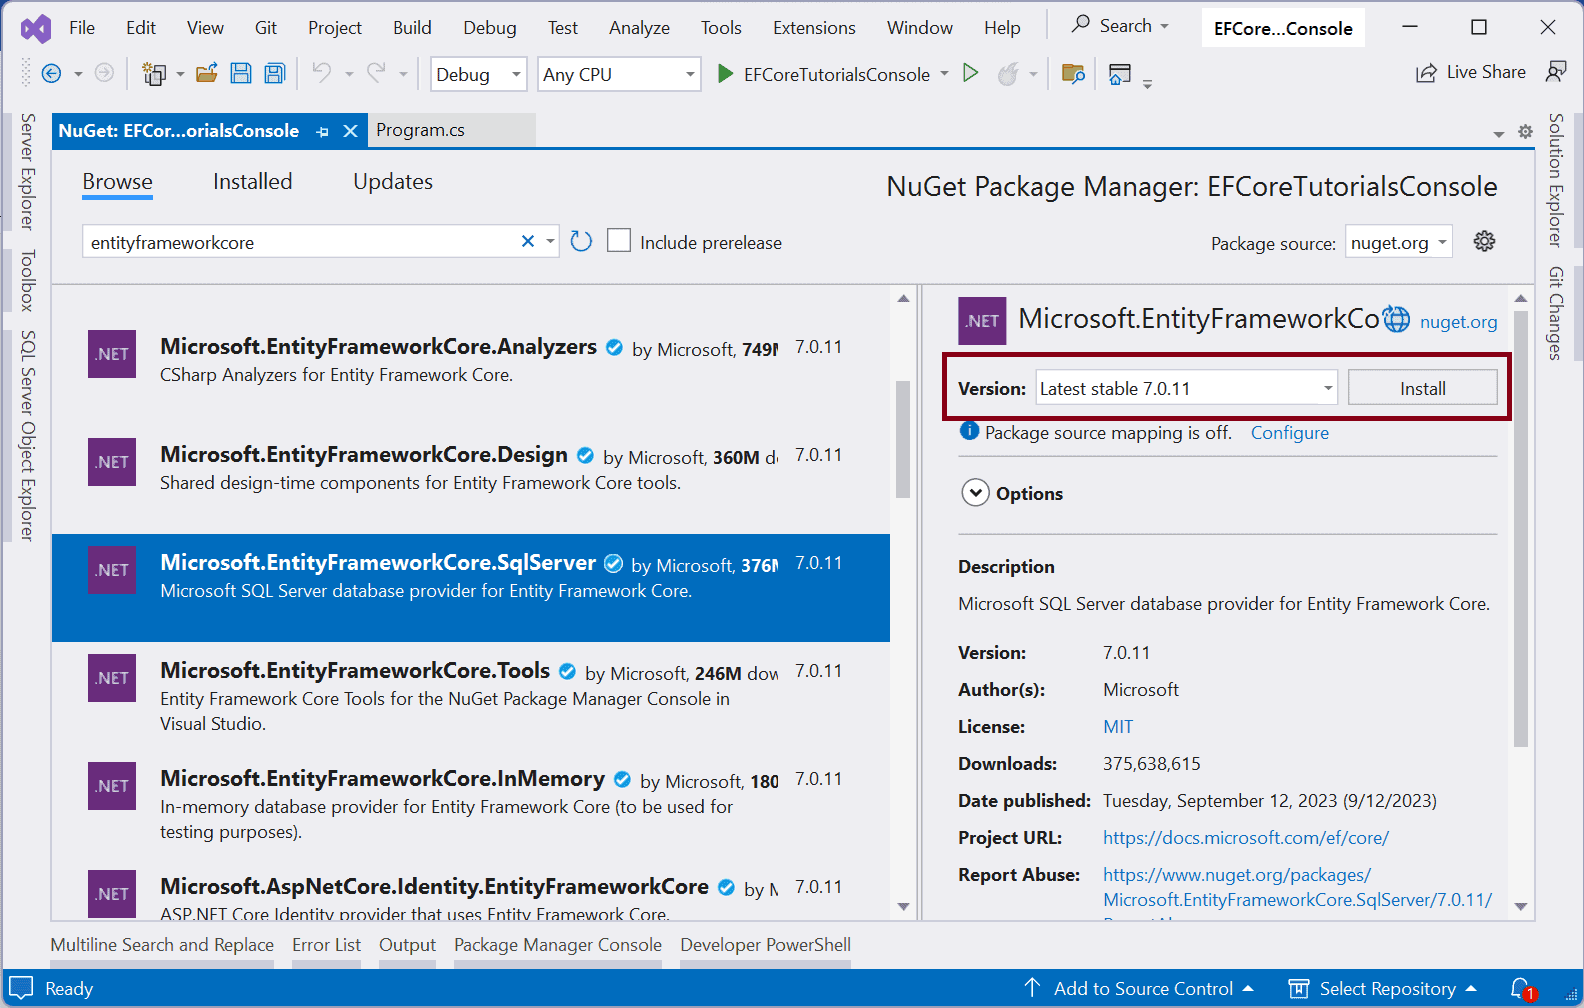 File Edit View Git Project Build Debug Test Analyze Tools Extensions Window Help Search EFCore...Console
Debug Any CPU EFCoreTutorialsConsole Live Share
Server Explorer
Toolbox
SQL Server Object Explorer
NuGet: EFCor...orialsConsole Program.cs
Browse Installed Updates
NuGet Package Manager: EFCoreTutorialsConsole
entityframeworkcore Include prerelease
Package source: nuget.org
.NET Microsoft.EntityFrameworkCore.Analyzers by Microsoft, 749M 7.0.11
CSharp Analyzers for Entity Framework Core.
.NET Microsoft.EntityFrameworkCore.Design by Microsoft, 360M do 7.0.11
Shared design-time components for Entity Framework Core tools.
.NET Microsoft.EntityFrameworkCore.SqlServer by Microsoft, 376M 7.0.11
Microsoft SQL Server database provider for Entity Framework Core.
.NET Microsoft.EntityFrameworkCore.Tools by Microsoft, 246M dow 7.0.11
Entity Framework Core Tools for the NuGet Package Manager Console in
Visual Studio.
.NET Microsoft.EntityFrameworkCore.InMemory by Microsoft, 180 7.0.11
In-memory database provider for Entity Framework Core (to be used for
testing purposes).
.NET Microsoft.AspNetCore.Identity.EntityFrameworkCore by M 7.0.11
ASP.NET Core Identity provider that uses Entity Framework Core.
.NET Microsoft.EntityFrameworkCo nuget.org
Version: Latest stable 7.0.11 Install
Package source mapping is off. Configure
Options
Description
Microsoft SQL Server database provider for Entity Framework Core.
Version: 7.0.11
Author(s): Microsoft
License: MIT
Downloads: 375,638,615
Date published: Tuesday, September 12, 2023 (9/12/2023)
Project URL: https://docs.microsoft.com/ef/core/
Report Abuse: https://www.nuget.org/packages/
Microsoft.EntityFrameworkCore.SqlServer/7.0.11/
Solution Explorer
Git Changes
Multiline Search and Replace Error List Output Package Manager Console Developer PowerShell
Ready Add to Source Control Select Repository 1